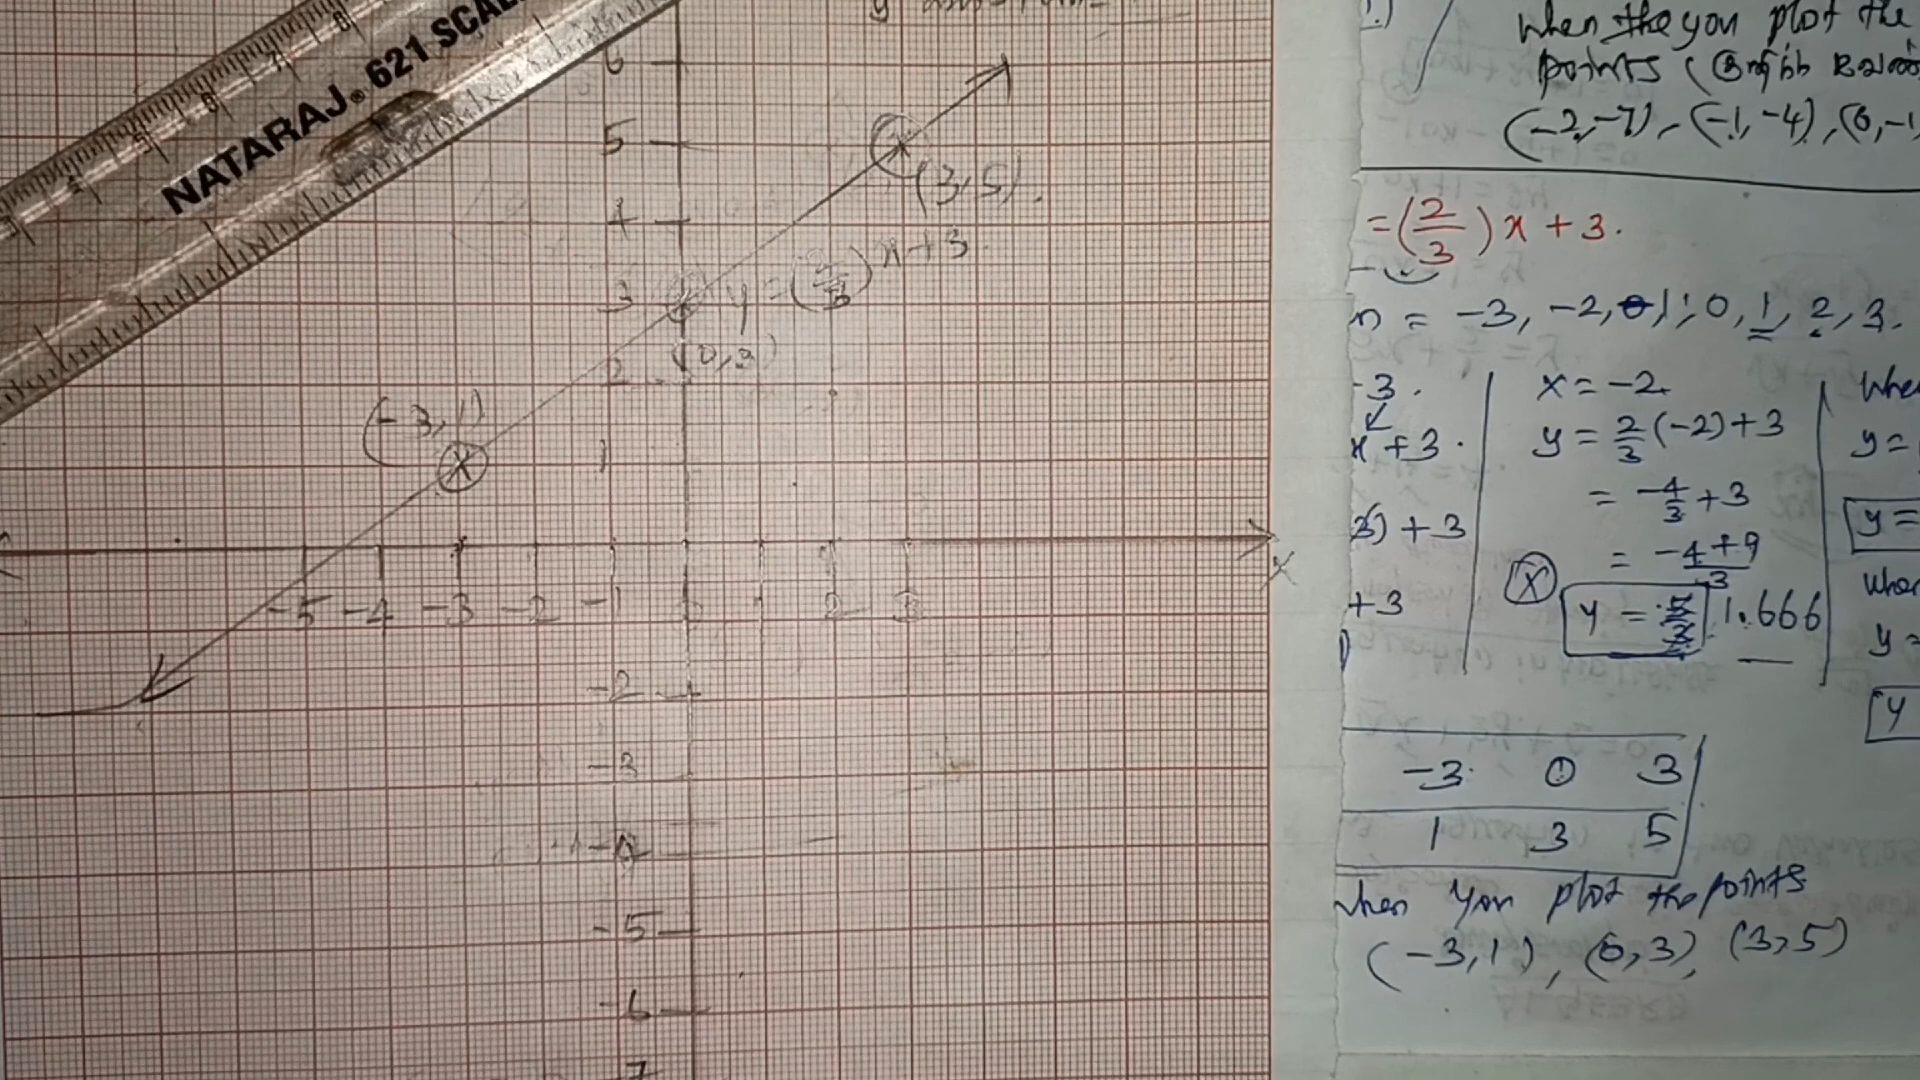 NATARAJ 621 SCALE
6
5
(3,5).
4
3
y = (2/3) x + 3.
(0,3)
2
(-3,1)
1
x
-5 -4 -3 -2 -1 1 2 3
-2
-3
-4
-5
-6
-7
When the you plot the
points
(-2,-7), (-1,-4), (0,-1
= (2/3) x + 3.
= -3, -2, 0, 1, 2, 3.
-3.
x + 3.
3) + 3
+3
x = -2
y = 2/3 (-2) + 3
= -4/3 + 3
= -4+9/3
x
y = 5/3 1.666
When
y =
y =
When
y =
y
-3 0 3
1 3 5
When you plot the points
(-3,1), (0,3), (3,5)